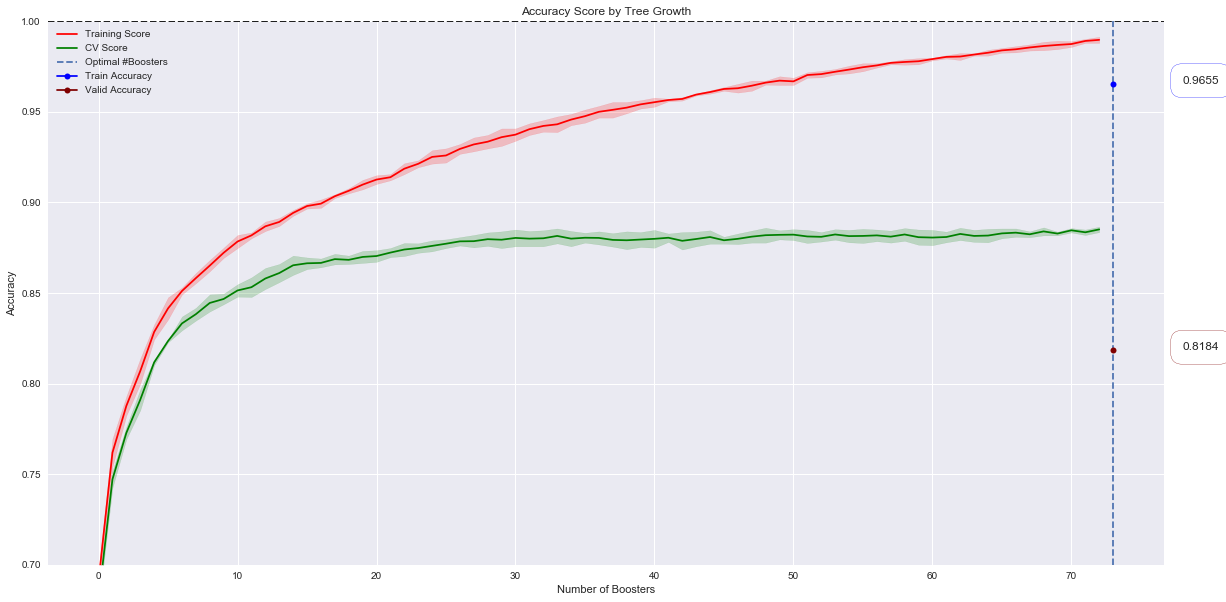 Accuracy Score by Tree Growth
1.00
0.95
0.90
0.85
0.80
0.75
0.70
Accuracy
Training Score
CV Score
Optimal #Boosters
Train Accuracy
Valid Accuracy
0.9655
0.8184
0 10 20 30 40 50 60 70
Number of Boosters